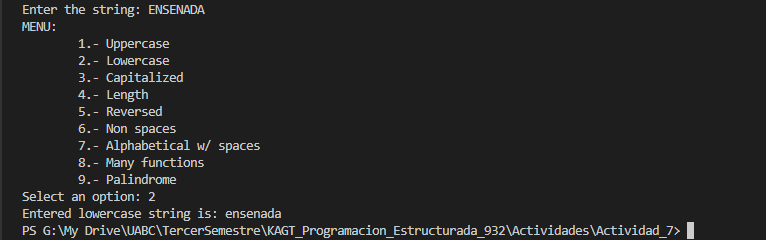 Enter the string: ENSENADA
MENU:
1.- Uppercase
2.- Lowercase
3.- Capitalized
4.- Length
5.- Reversed
6.- Non spaces
7.- Alphabetical w/ spaces
8.- Many functions
9.- Palindrome
Select an option: 2
Entered lowercase string is: ensenada
PS G:\My Drive\UABC\TercerSemestre\KAGT_Programacion_Estructurada_932\Actividades\Actividad_7>